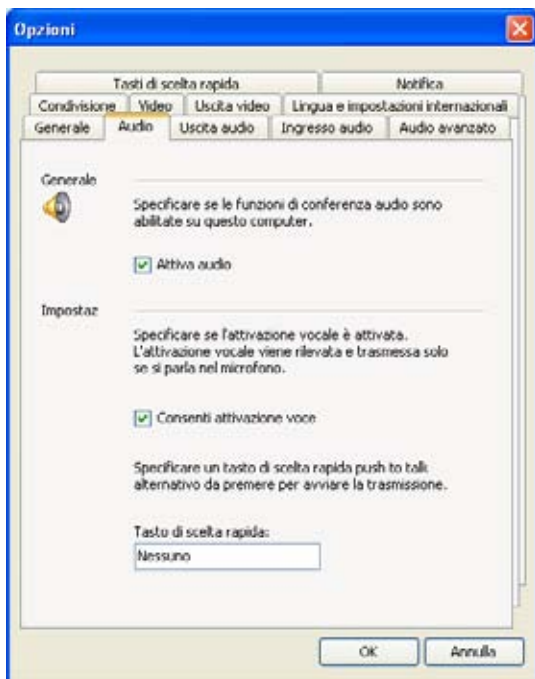 Opzioni
Tasti di scelta rapida
Notifica
Condivisione
Video
Uscita video
Lingua e impostazioni internazionali
Generale
Audio
Uscita audio
Ingresso audio
Audio avanzato
Generale
Specificare se le funzioni di conferenza audio sono
abilitate su questo computer.
Attiva audio
Impostaz
Specificare se l'attivazione vocale è attivata.
L'attivazione vocale viene rilevata e trasmessa solo
se si parla nel microfono.
Consenti attivazione voce
Specificare un tasto di scelta rapida push to talk
alternativo da premere per avviare la trasmissione.
Tasto di scelta rapida:
Nessuno
OK
Annulla